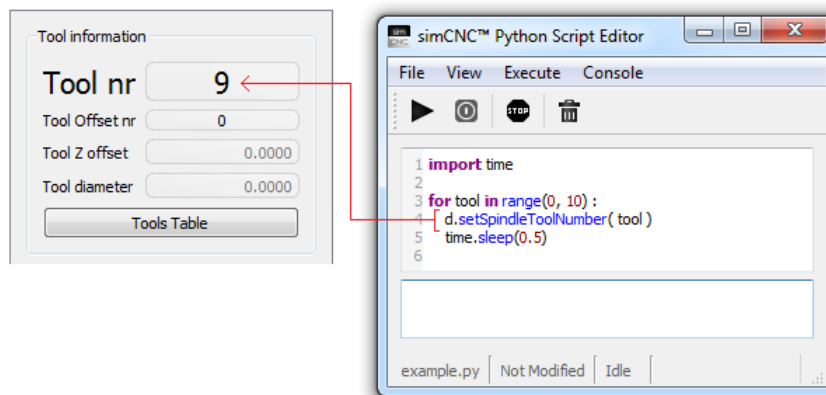 Tool information
Tool nr 9
Tool Offset nr 0
Tool Z offset 0.0000
Tool diameter 0.0000
Tools Table
sim CNC simCNC™ Python Script Editor X
File View Execute Console
STOP
1 import time
2
3 for tool in range(0, 10) :
4 d.setSpindleToolNumber( tool )
5 time.sleep(0.5)
6
example.py Not Modified Idle